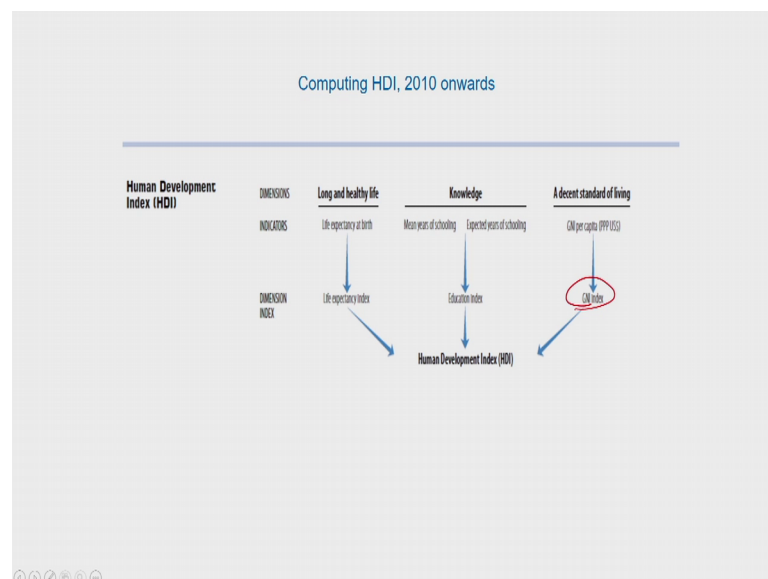 Computing HDI, 2010 onwards
Human Development
Index (HDI)
DIMENSIONS Long and healthy life Knowledge A decent standard of living
INDICATORS Life expectancy at birth Mean years of schooling Expected years of schooling GNI per capita (PPP US$)
DIMENSION
INDEX
Life expectancy index Education index GNI index
Human Development Index (HDI)